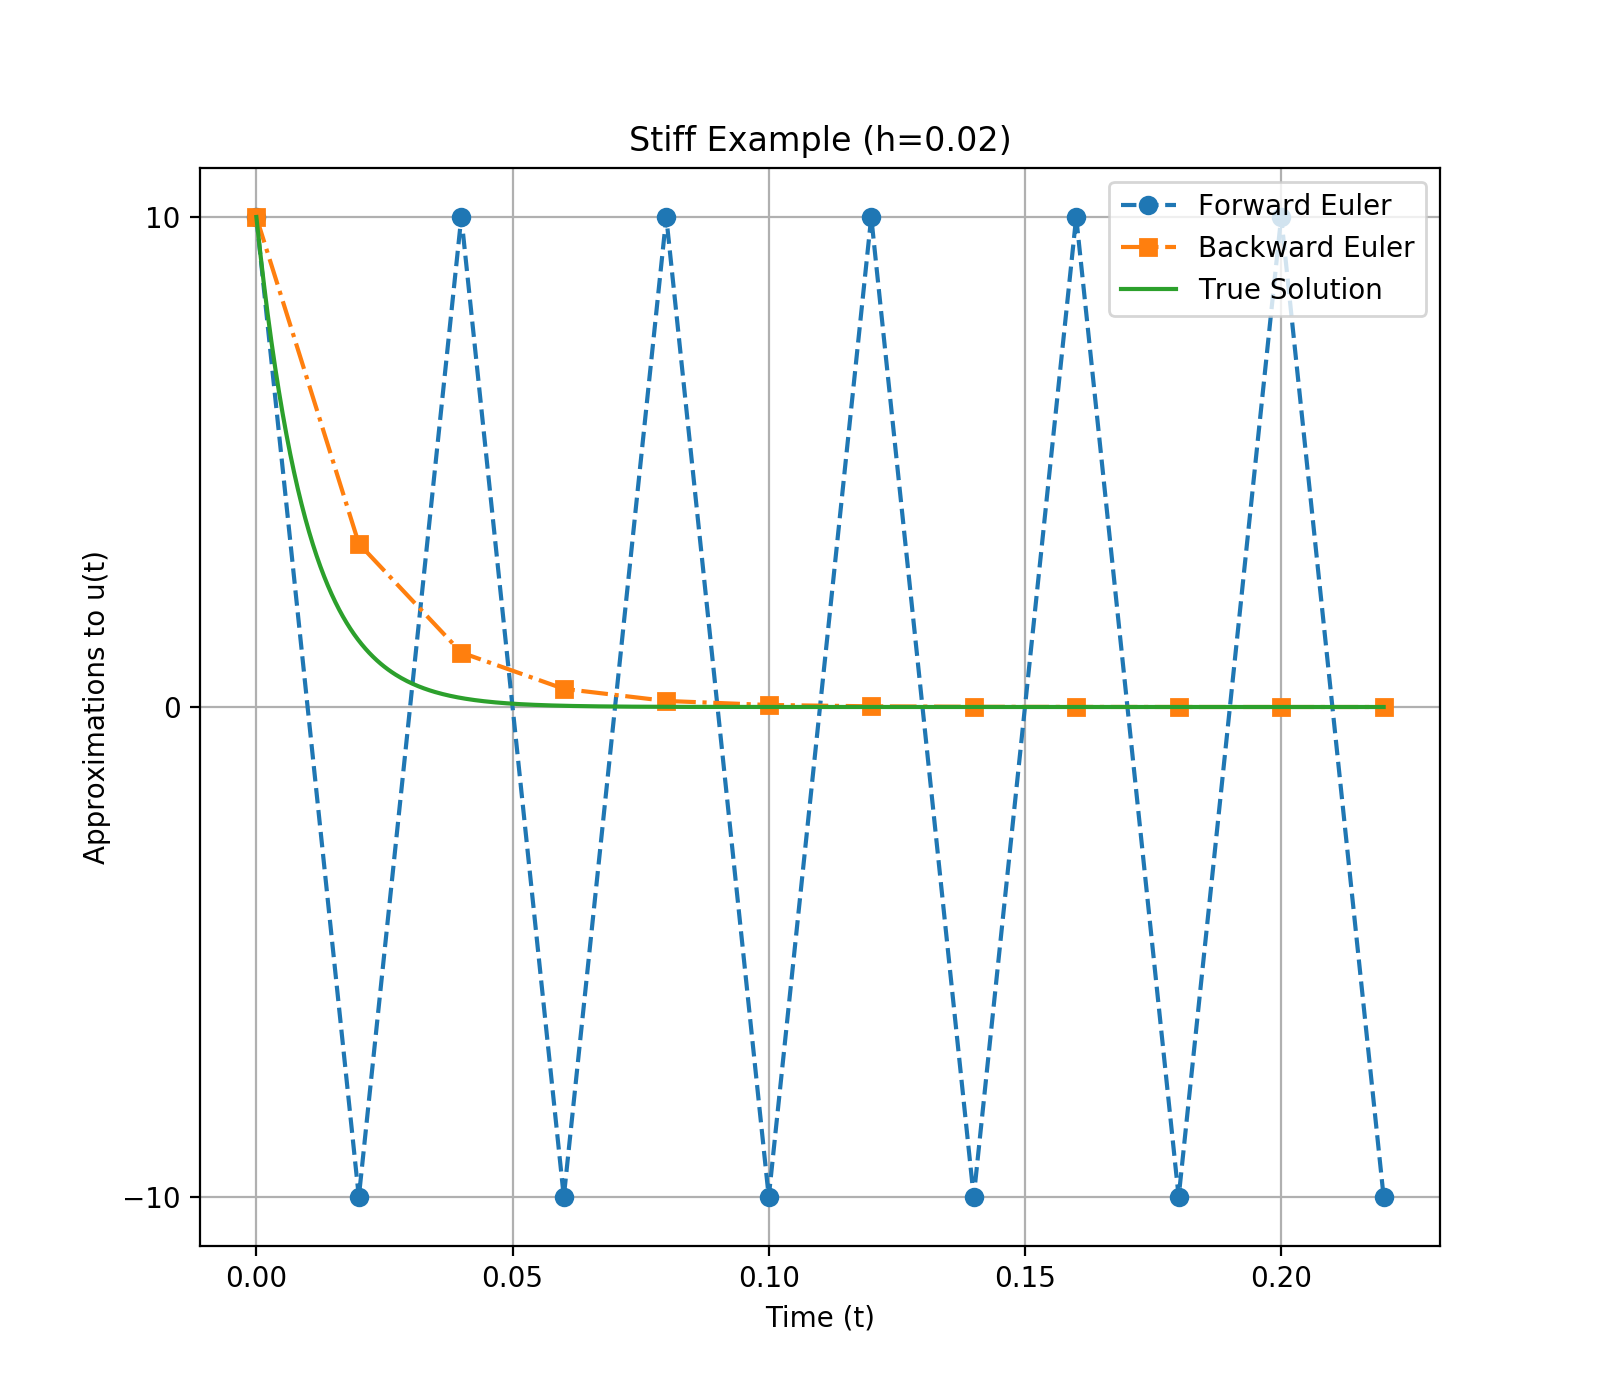 Stiff Example (h=0.02)
Forward Euler
Backward Euler
True Solution
10
0
−10
Approximations to u(t)
0.00 0.05 0.10 0.15 0.20
Time (t)